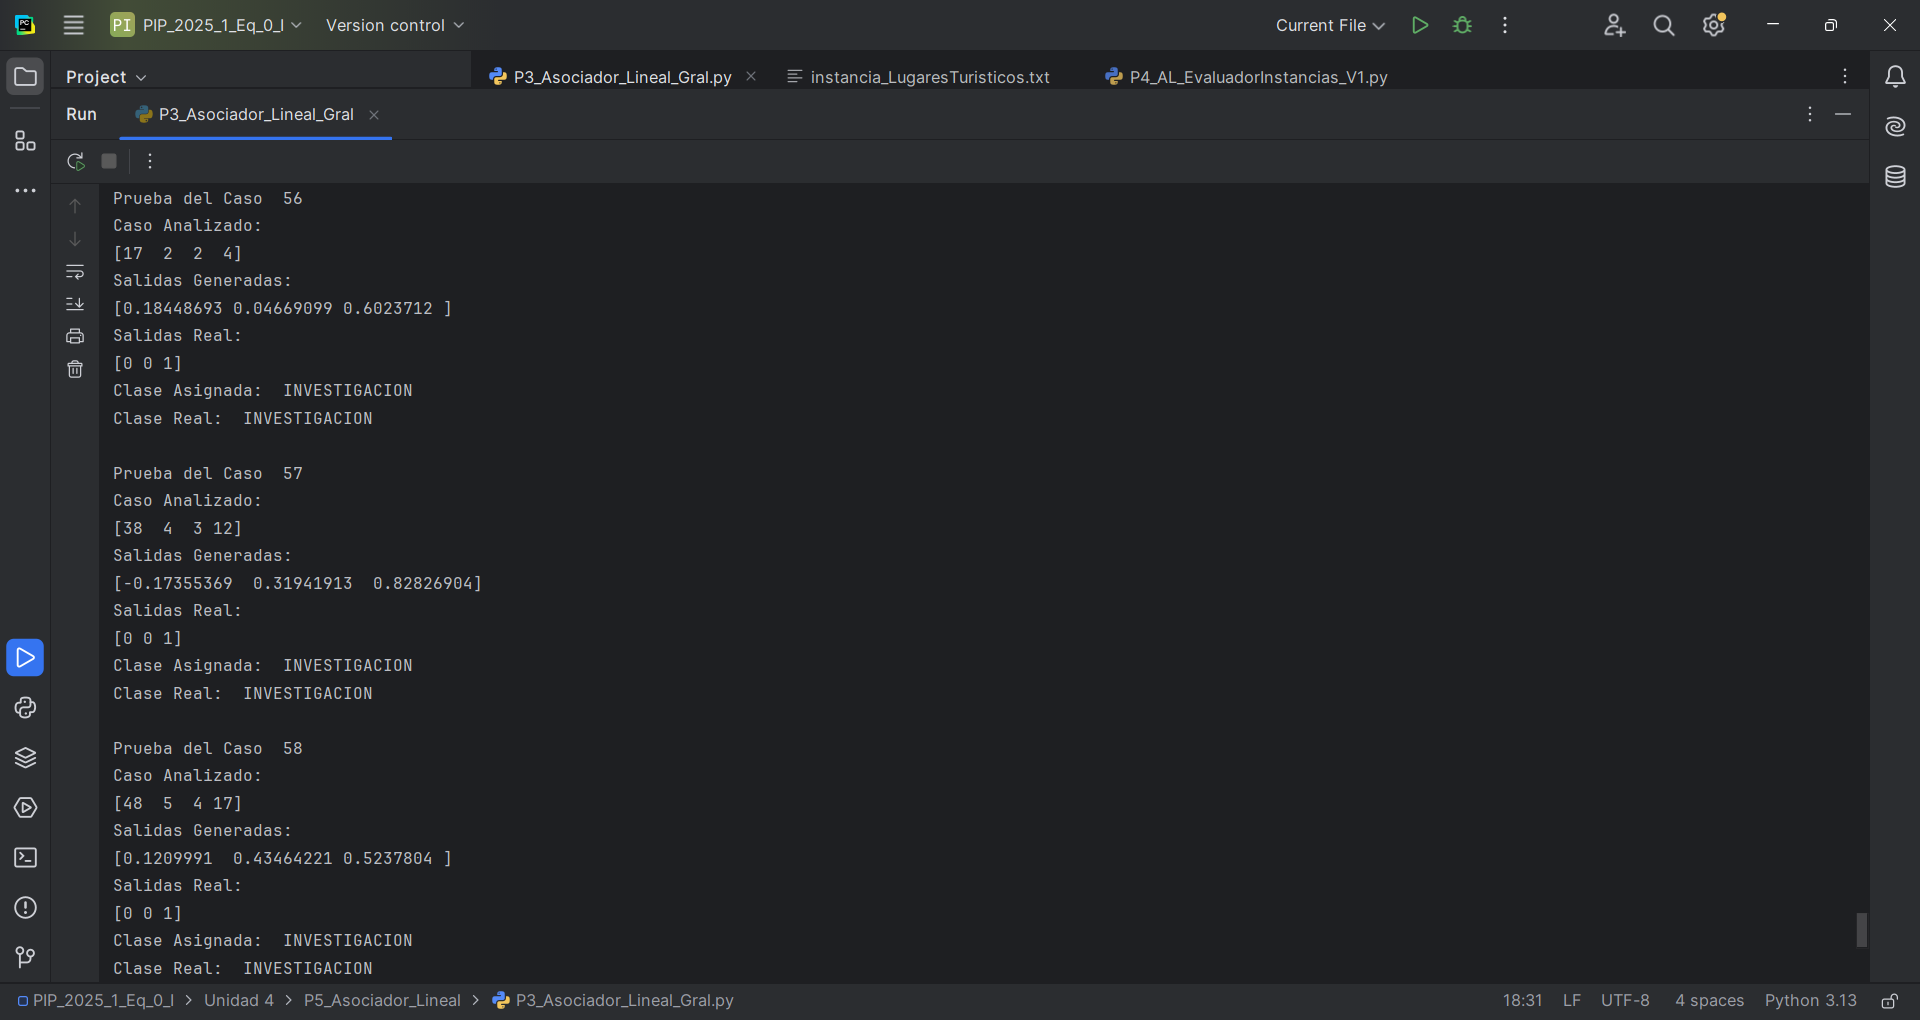 PC
PI PIP_2025_1_Eq_0_I Version control Current File
Project P3_Asociador_Lineal_Gral.py instancia_LugaresTuristicos.txt P4_AL_EvaluadorInstancias_V1.py
Run P3_Asociador_Lineal_Gral
Prueba del Caso  56
Caso Analizado:
[17  2  2  4]
Salidas Generadas:
[0.18448693 0.04669099 0.6023712 ]
Salidas Real:
[0 0 1]
Clase Asignada:  INVESTIGACION
Clase Real:  INVESTIGACION
Prueba del Caso  57
Caso Analizado:
[38  4  3 12]
Salidas Generadas:
[-0.17355369  0.31941913  0.82826904]
Salidas Real:
[0 0 1]
Clase Asignada:  INVESTIGACION
Clase Real:  INVESTIGACION
Prueba del Caso  58
Caso Analizado:
[48  5  4 17]
Salidas Generadas:
[0.1209991  0.43464221 0.5237804 ]
Salidas Real:
[0 0 1]
Clase Asignada:  INVESTIGACION
Clase Real:  INVESTIGACION
PIP_2025_1_Eq_0_I > Unidad 4 > P5_Asociador_Lineal > P3_Asociador_Lineal_Gral.py 18:31 LF UTF-8 4 spaces Python 3.13